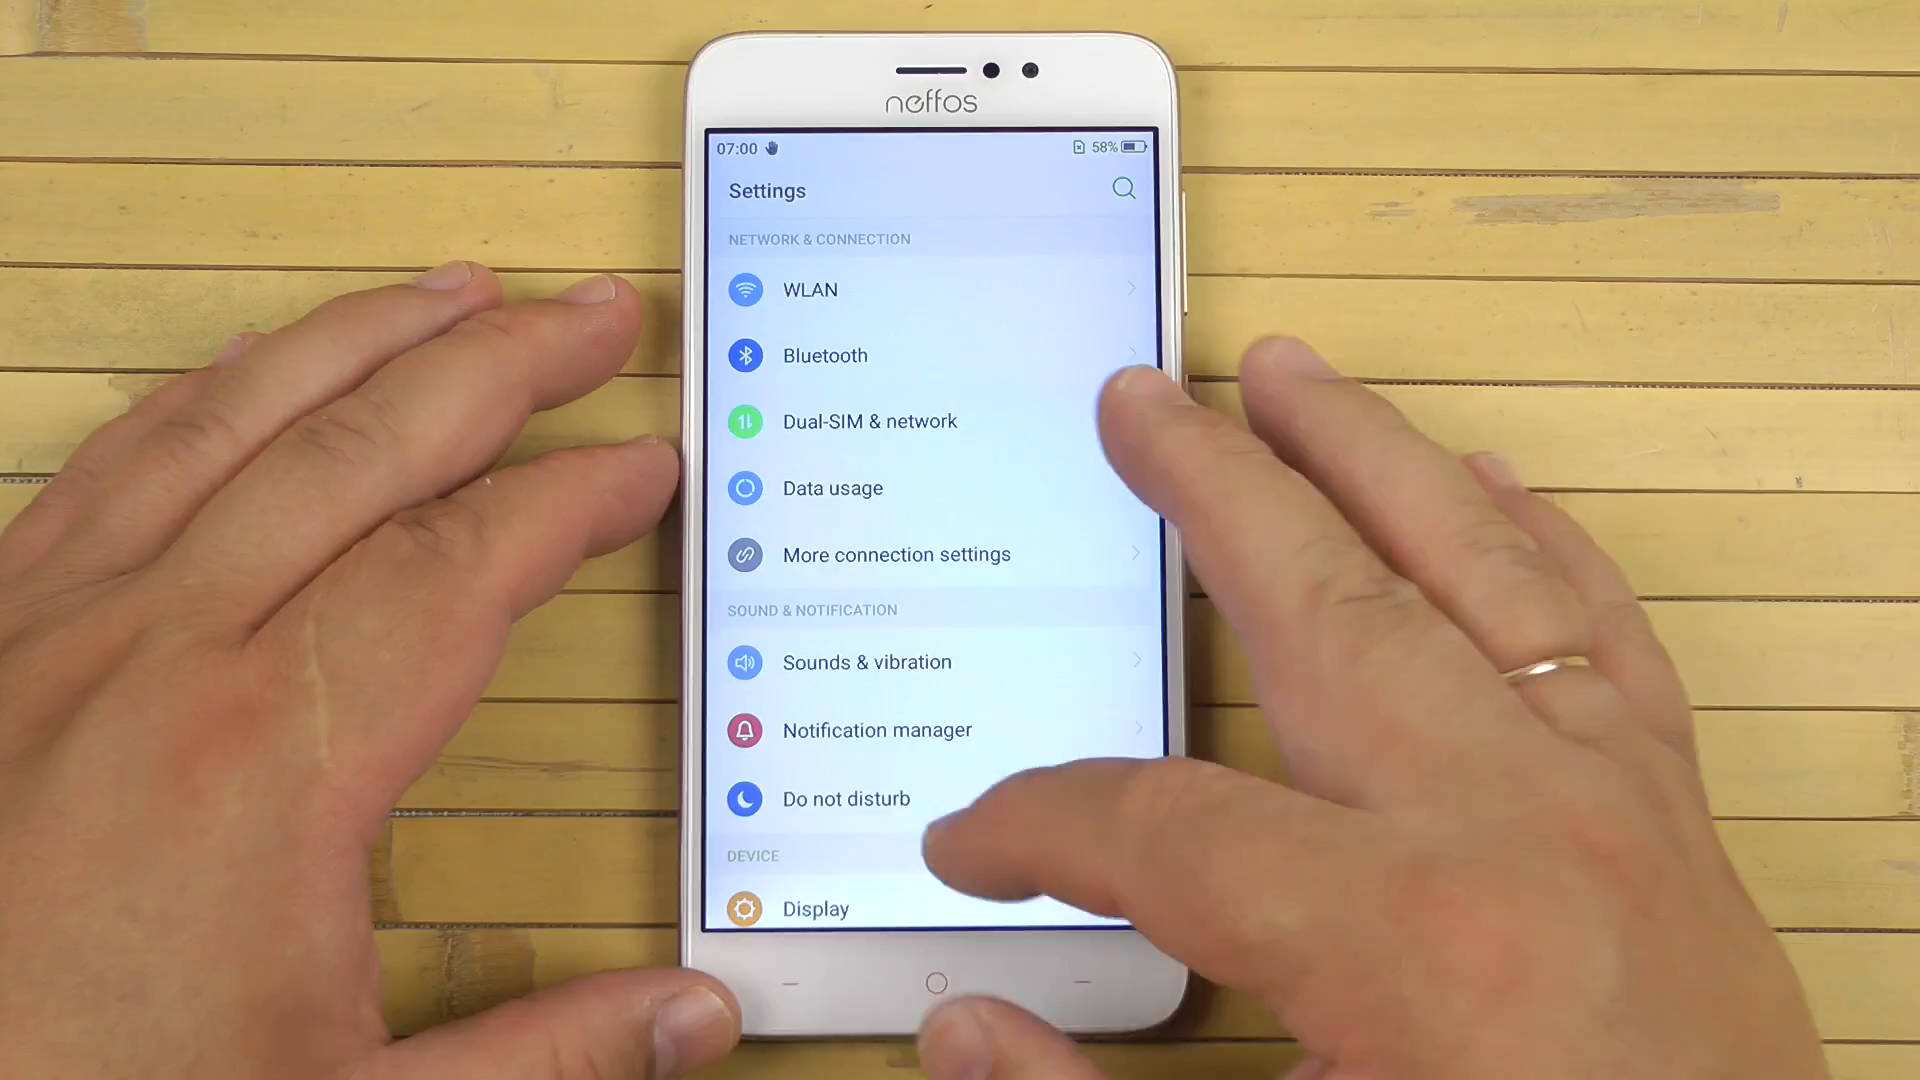 neffos
07:00 58%
Settings
NETWORK & CONNECTION
WLAN
Bluetooth
Dual-SIM & network
Data usage
More connection settings
SOUND & NOTIFICATION
Sounds & vibration
Notification manager
Do not disturb
DEVICE
Display